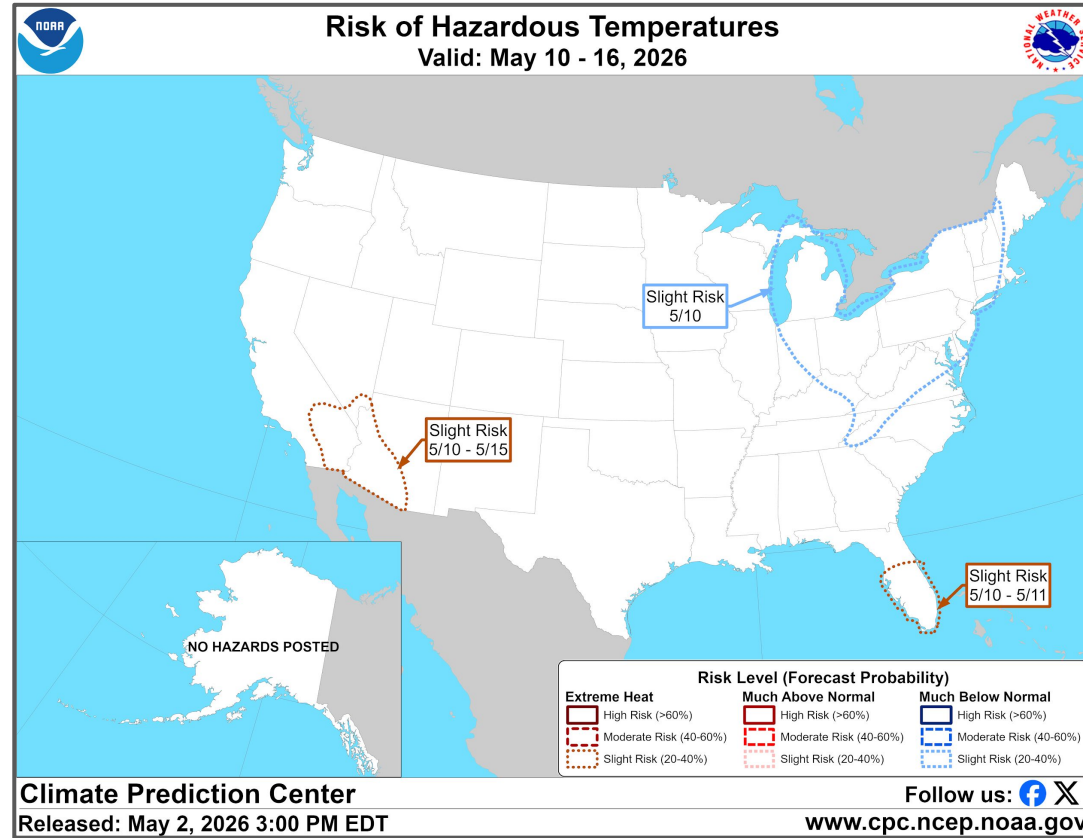 NOAA
NATIONAL WEATHER SERVICE
Risk of Hazardous Temperatures
Valid: May 10 - 16, 2026
Slight Risk
5/10
Slight Risk
5/10 - 5/15
Slight Risk
5/10 - 5/11
NO HAZARDS POSTED
Risk Level (Forecast Probability)
Extreme Heat
High Risk (>60%)
Moderate Risk (40-60%)
Slight Risk (20-40%)
Much Above Normal
High Risk (>60%)
Moderate Risk (40-60%)
Slight Risk (20-40%)
Much Below Normal
High Risk (>60%)
Moderate Risk (40-60%)
Slight Risk (20-40%)
Climate Prediction Center
Released: May 2, 2026 3:00 PM EDT
Follow us:
www.cpc.ncep.noaa.gov